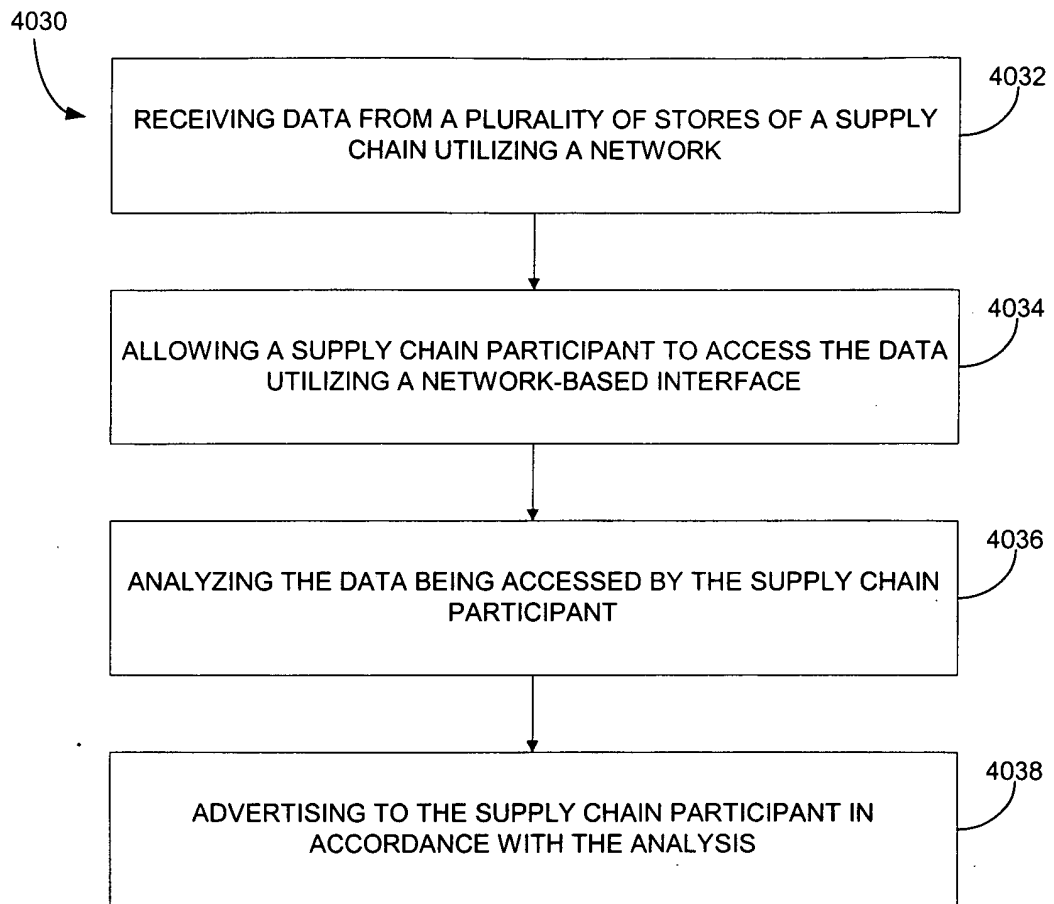 4030
4032
RECEIVING DATA FROM A PLURALITY OF STORES OF A SUPPLY
CHAIN UTILIZING A NETWORK
4034
ALLOWING A SUPPLY CHAIN PARTICIPANT TO ACCESS THE DATA
UTILIZING A NETWORK-BASED INTERFACE
4036
ANALYZING THE DATA BEING ACCESSED BY THE SUPPLY CHAIN
PARTICIPANT
4038
ADVERTISING TO THE SUPPLY CHAIN PARTICIPANT IN
ACCORDANCE WITH THE ANALYSIS